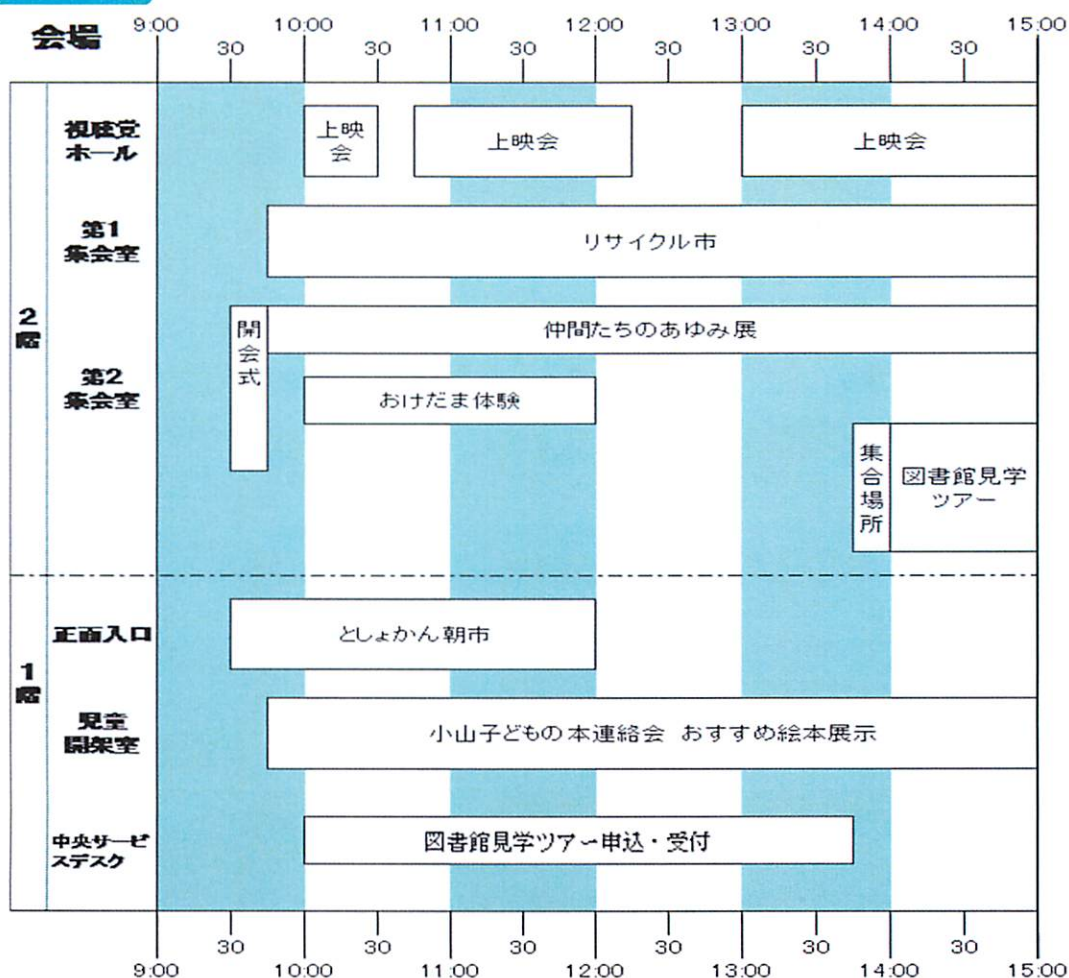 会場
9:00 10:00 11:00 12:00 13:00 14:00 15:00
30 30 30 30 30 30
2階
視聴覚
ホール
上映
会
上映会
上映会
第1
集会室
リサイクル市
第2
集会室
開会式
仲間たちのあゆみ展
おけだま体験
集合場所
図書館見学
ツアー
1階
正面入口
としょかん朝市
児童
開架室
小山子どもの本連絡会 おすすめ絵本展示
中央サービ
スデスク
図書館見学ツアー申込・受付
30 30 30 30 30 30
9:00 10:00 11:00 12:00 13:00 14:00 15:00